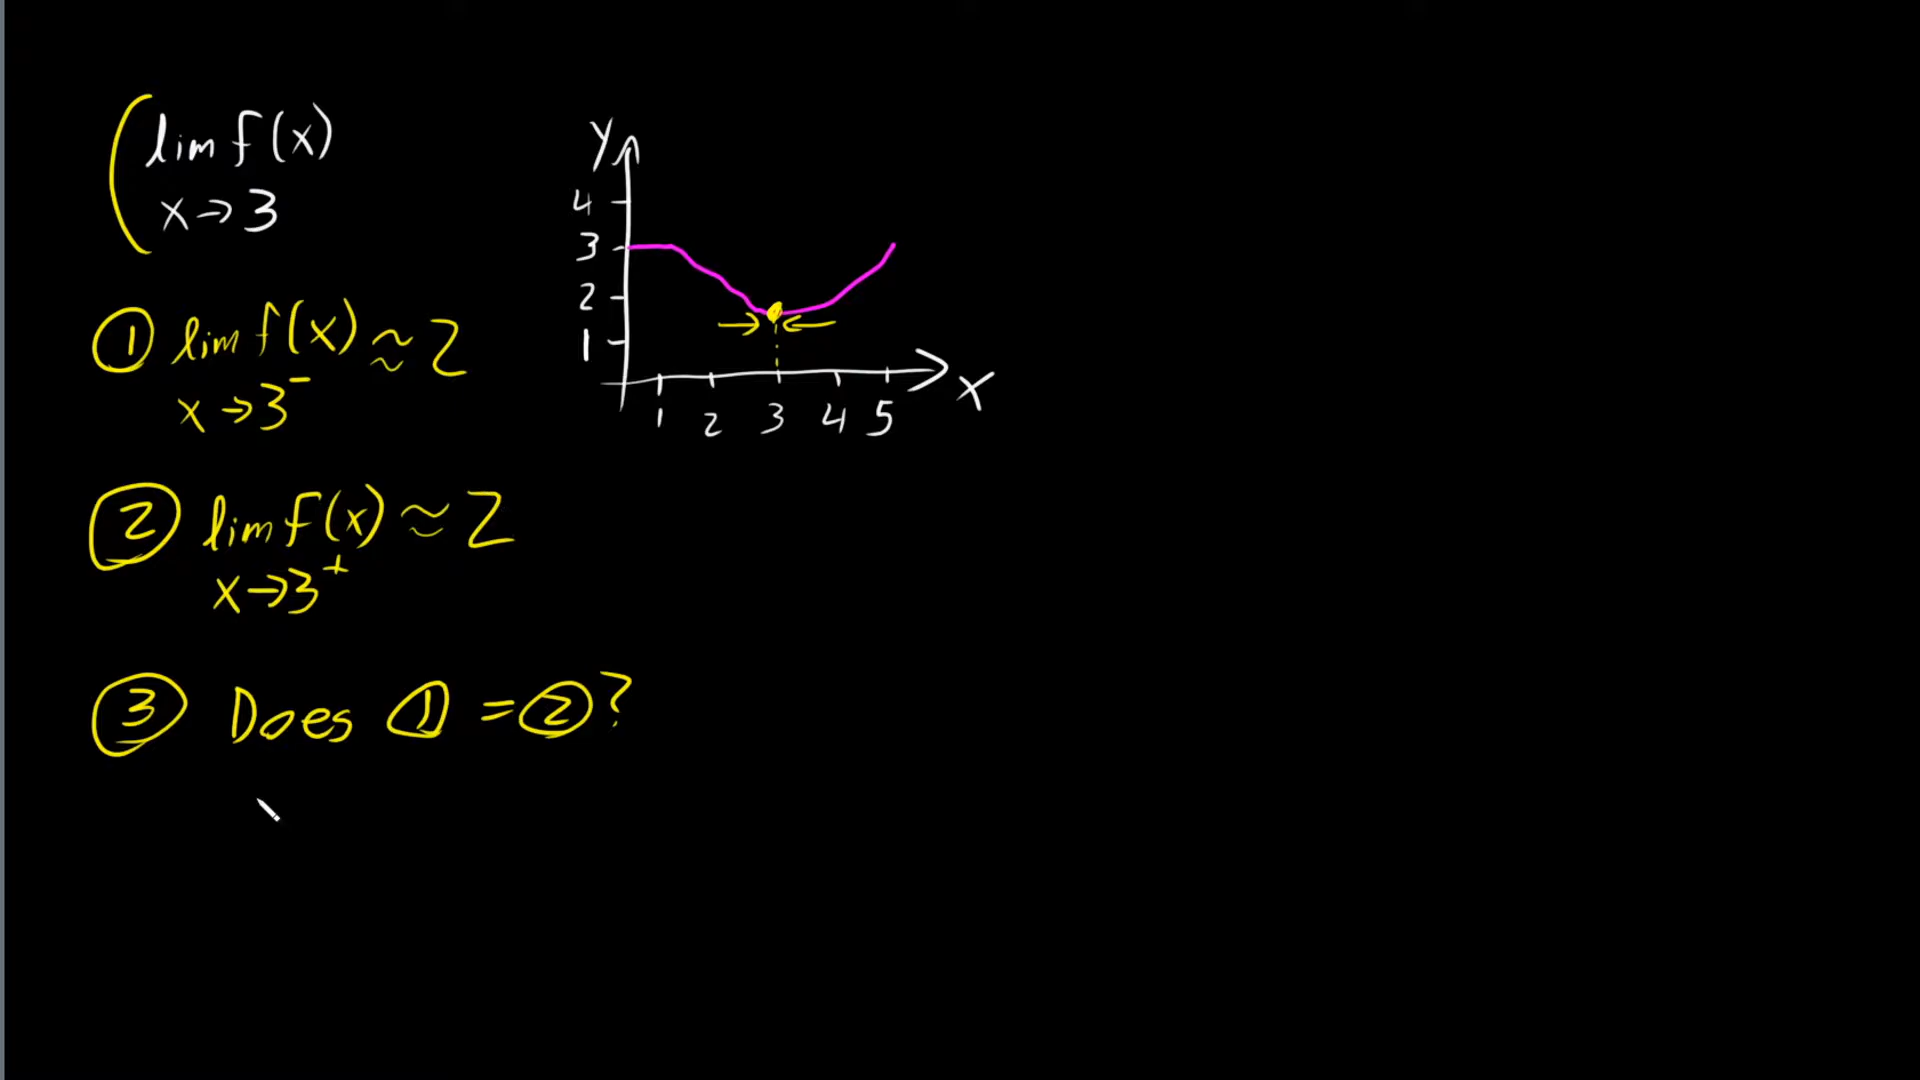 lim f(x)
x → 3
① lim f(x) ≈ 2
x → 3⁻
② lim f(x) ≈ 2
x → 3⁺
③ Does ① = ② ?
y
4
3
2
1
1 2 3 4 5
x